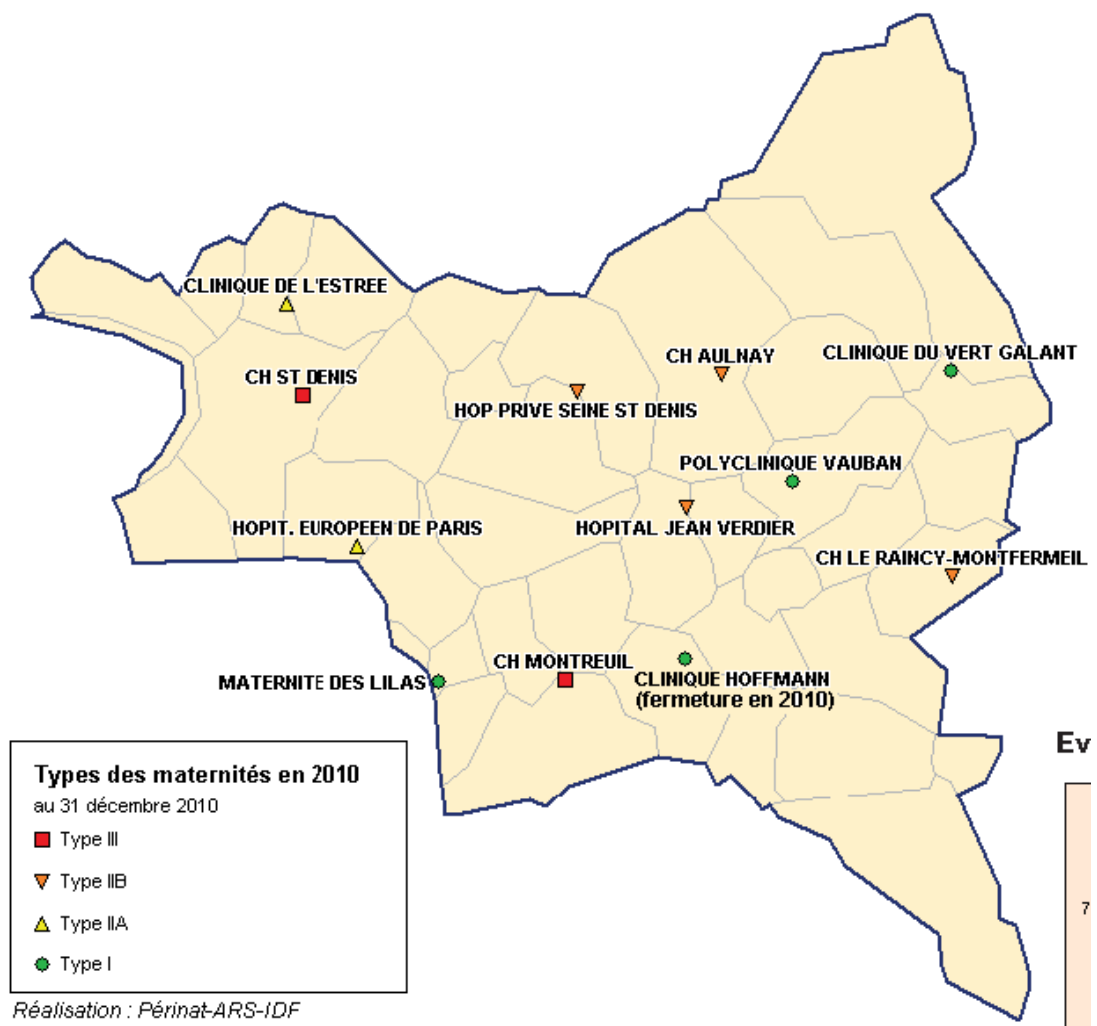 CLINIQUE DE L'ESTREE
CH ST DENIS
CH AULNAY
CLINIQUE DU VERT GALANT
HOP PRIVE SEINE ST DENIS
POLYCLINIQUE VAUBAN
HOPIT. EUROPEEN DE PARIS
HOPITAL JEAN VERDIER
CH LE RAINCY-MONTFERMEIL
CH MONTREUIL
MATERNITE DES LILAS
CLINIQUE HOFFMANN
(fermeture en 2010)
Types des maternités en 2010
au 31 décembre 2010
Type III
Type IIB
Type IIA
Type I
Réalisation : Périnat-ARS-IDF
Ev
7